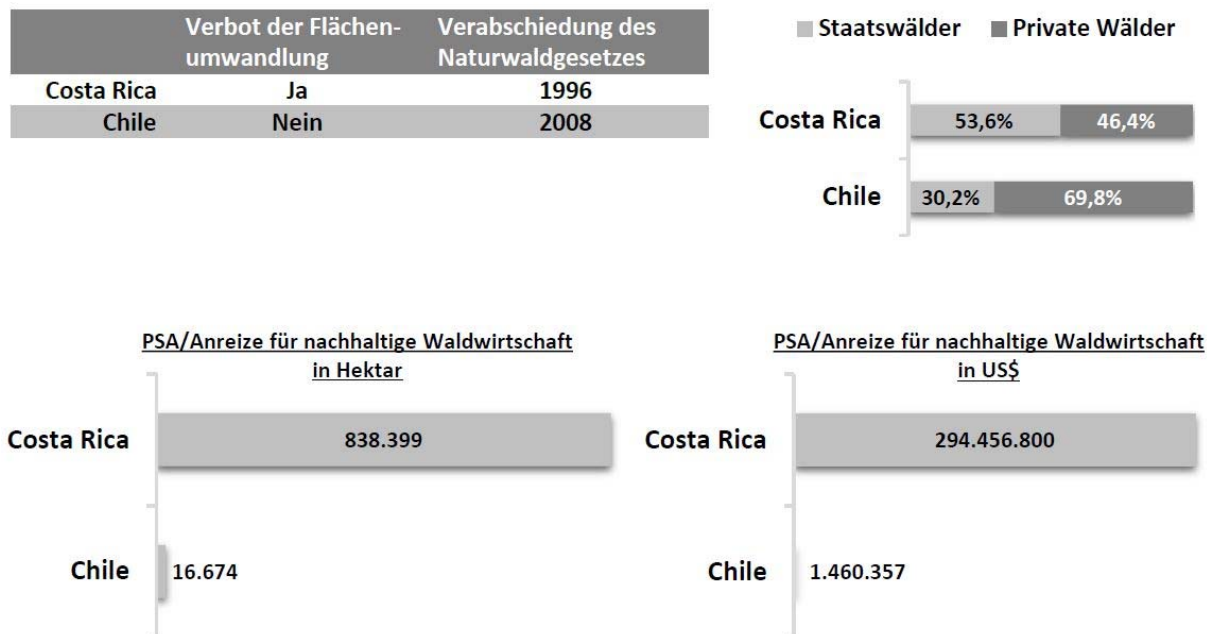 Verbot der Flächen- Verabschiedung des
umwandlung Naturwaldgesetzes
Costa Rica Ja 1996
Chile Nein 2008
Staatswälder Private Wälder
Costa Rica 53,6% 46,4%
Chile 30,2% 69,8%
PSA/Anreize für nachhaltige Waldwirtschaft
in Hektar
Costa Rica 838.399
Chile 16.674
PSA/Anreize für nachhaltige Waldwirtschaft
in US$
Costa Rica 294.456.800
Chile 1.460.357